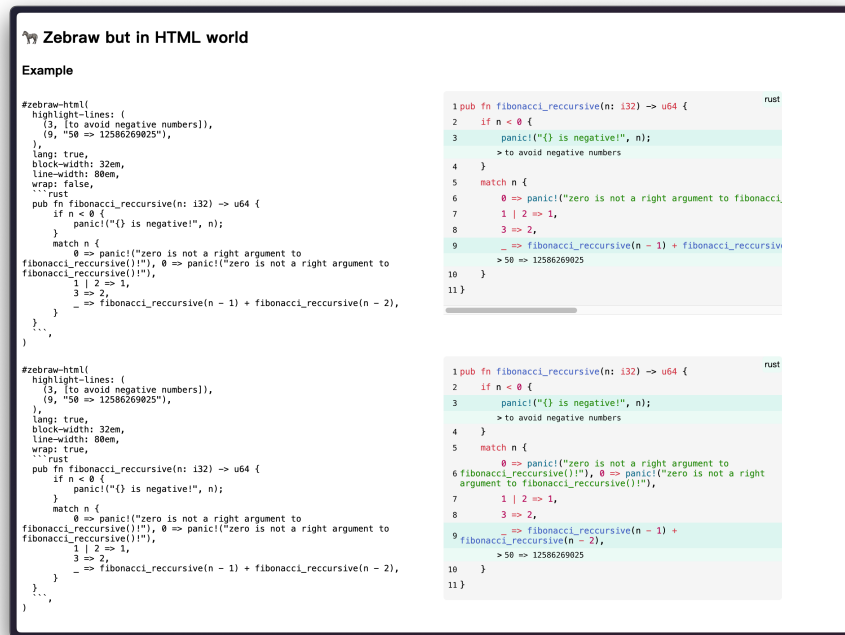 🦓 Zebraw but in HTML world
Example
#zebraw-html(
  highlight-lines: (
    (3, [to avoid negative numbers]),
    (9, "50 => 12586269025"),
  ),
  lang: true,
  block-width: 32em,
  line-width: 80em,
  wrap: false,
  ```rust
  pub fn fibonacci_reccursive(n: i32) -> u64 {
      if n < 0 {
          panic!("{} is negative!", n);
      }
      match n {
          0 => panic!("zero is not a right argument to
fibonacci_reccursive()!"), 0 => panic!("zero is not a right argument to
fibonacci_reccursive()!"),
          1 | 2 => 1,
          3 => 2,
          _ => fibonacci_reccursive(n - 1) + fibonacci_reccursive(n - 2),
      }
  }
  ```,
)
rust
1 pub fn fibonacci_reccursive(n: i32) -> u64 {
2     if n < 0 {
3         panic!("{} is negative!", n);
> to avoid negative numbers
4     }
5     match n {
6         0 => panic!("zero is not a right argument to fibonacci_
7         1 | 2 => 1,
8         3 => 2,
9         _ => fibonacci_reccursive(n - 1) + fibonacci_reccursive
> 50 => 12586269025
10     }
11 }
#zebraw-html(
  highlight-lines: (
    (3, [to avoid negative numbers]),
    (9, "50 => 12586269025"),
  ),
  lang: true,
  block-width: 32em,
  line-width: 80em,
  wrap: true,
  ```rust
  pub fn fibonacci_reccursive(n: i32) -> u64 {
      if n < 0 {
          panic!("{} is negative!", n);
      }
      match n {
          0 => panic!("zero is not a right argument to
fibonacci_reccursive()!"), 0 => panic!("zero is not a right argument to
fibonacci_reccursive()!"),
          1 | 2 => 1,
          3 => 2,
          _ => fibonacci_reccursive(n - 1) + fibonacci_reccursive(n - 2),
      }
  }
  ```,
)
rust
1 pub fn fibonacci_reccursive(n: i32) -> u64 {
2     if n < 0 {
3         panic!("{} is negative!", n);
> to avoid negative numbers
4     }
5     match n {
0 => panic!("zero is not a right argument to
6 fibonacci_reccursive()!"), 0 => panic!("zero is not a right
argument to fibonacci_reccursive()!"),
7         1 | 2 => 1,
8         3 => 2,
9         _ => fibonacci_reccursive(n - 1) +
fibonacci_reccursive(n - 2),
> 50 => 12586269025
10     }
11 }